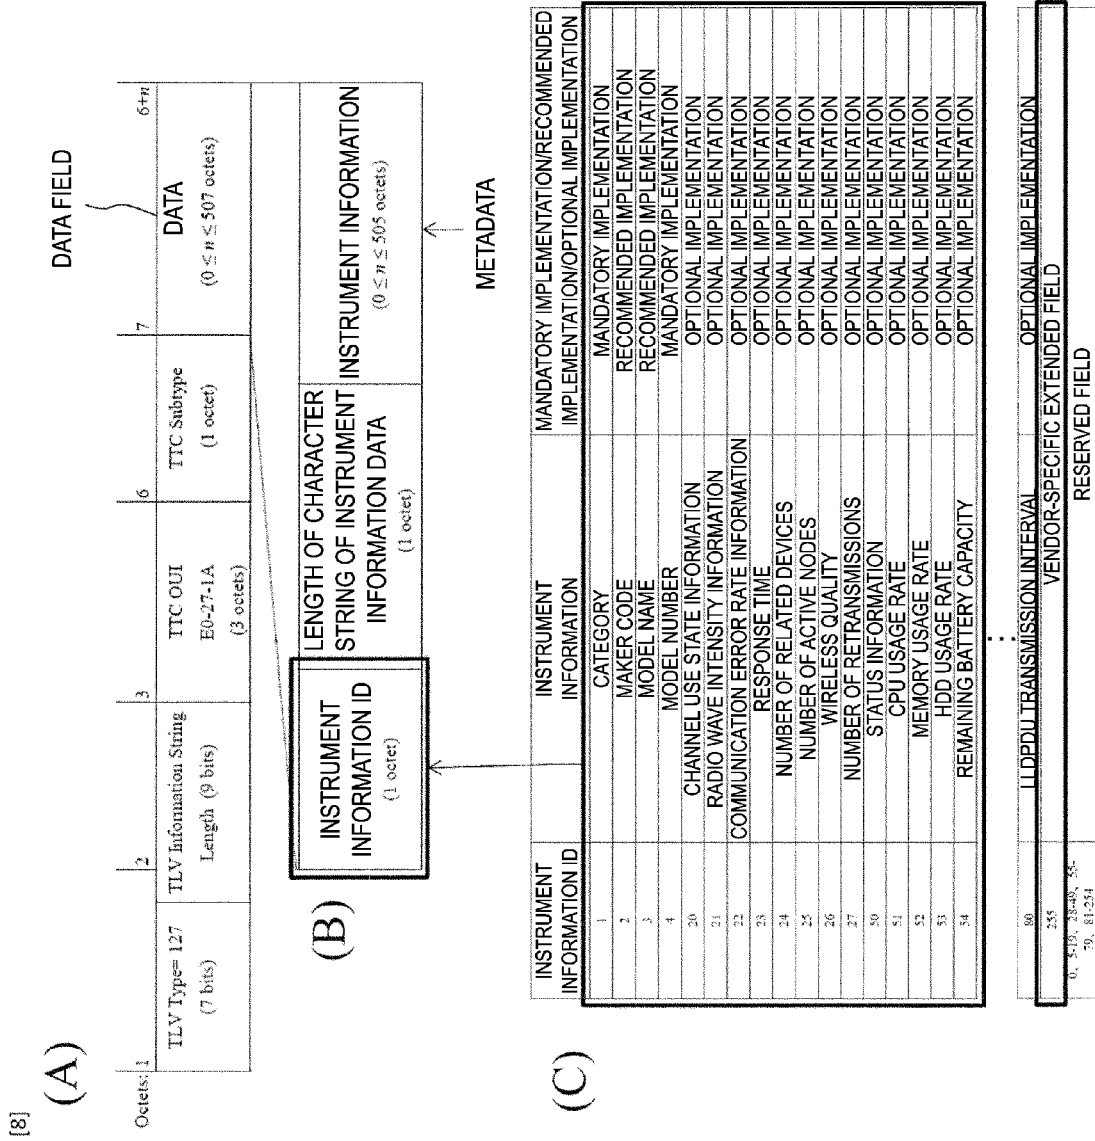 [8]
(A)
DATA FIELD
Octets: 1 2 3 6 7 6+n
TLV Type= 127
(7 bits)
TLV Information String
Length (9 bits)
TTC OUI
E0-27-1A
(3 octets)
TTC Subtype
(1 octet)
DATA
(0 ≤ n ≤ 507 octets)
(B)
INSTRUMENT
INFORMATION ID
(1 octet)
LENGTH OF CHARACTER
STRING OF INSTRUMENT
INFORMATION DATA
(1 octet)
INSTRUMENT INFORMATION
(0 ≤ n ≤ 505 octets)
METADATA
(C)
INSTRUMENT
INFORMATION ID
INSTRUMENT
INFORMATION
MANDATORY IMPLEMENTATION/RECOMMENDED
IMPLEMENTATION/OPTIONAL IMPLEMENTATION
1 CATEGORY MANDATORY IMPLEMENTATION
2 MAKER CODE RECOMMENDED IMPLEMENTATION
3 MODEL NAME RECOMMENDED IMPLEMENTATION
4 MODEL NUMBER MANDATORY IMPLEMENTATION
20 CHANNEL USE STATE INFORMATION OPTIONAL IMPLEMENTATION
21 RADIO WAVE INTENSITY INFORMATION OPTIONAL IMPLEMENTATION
22 COMMUNICATION ERROR RATE INFORMATION OPTIONAL IMPLEMENTATION
23 RESPONSE TIME OPTIONAL IMPLEMENTATION
24 NUMBER OF RELATED DEVICES OPTIONAL IMPLEMENTATION
25 NUMBER OF ACTIVE NODES OPTIONAL IMPLEMENTATION
26 WIRELESS QUALITY OPTIONAL IMPLEMENTATION
27 NUMBER OF RETRANSMISSIONS OPTIONAL IMPLEMENTATION
50 STATUS INFORMATION OPTIONAL IMPLEMENTATION
51 CPU USAGE RATE OPTIONAL IMPLEMENTATION
52 MEMORY USAGE RATE OPTIONAL IMPLEMENTATION
53 HDD USAGE RATE OPTIONAL IMPLEMENTATION
54 REMAINING BATTERY CAPACITY OPTIONAL IMPLEMENTATION
...
80 LLDPDU TRANSMISSION INTERVAL OPTIONAL IMPLEMENTATION
255 VENDOR-SPECIFIC EXTENDED FIELD
0、5-19、28-49、55-
79、81-254
RESERVED FIELD